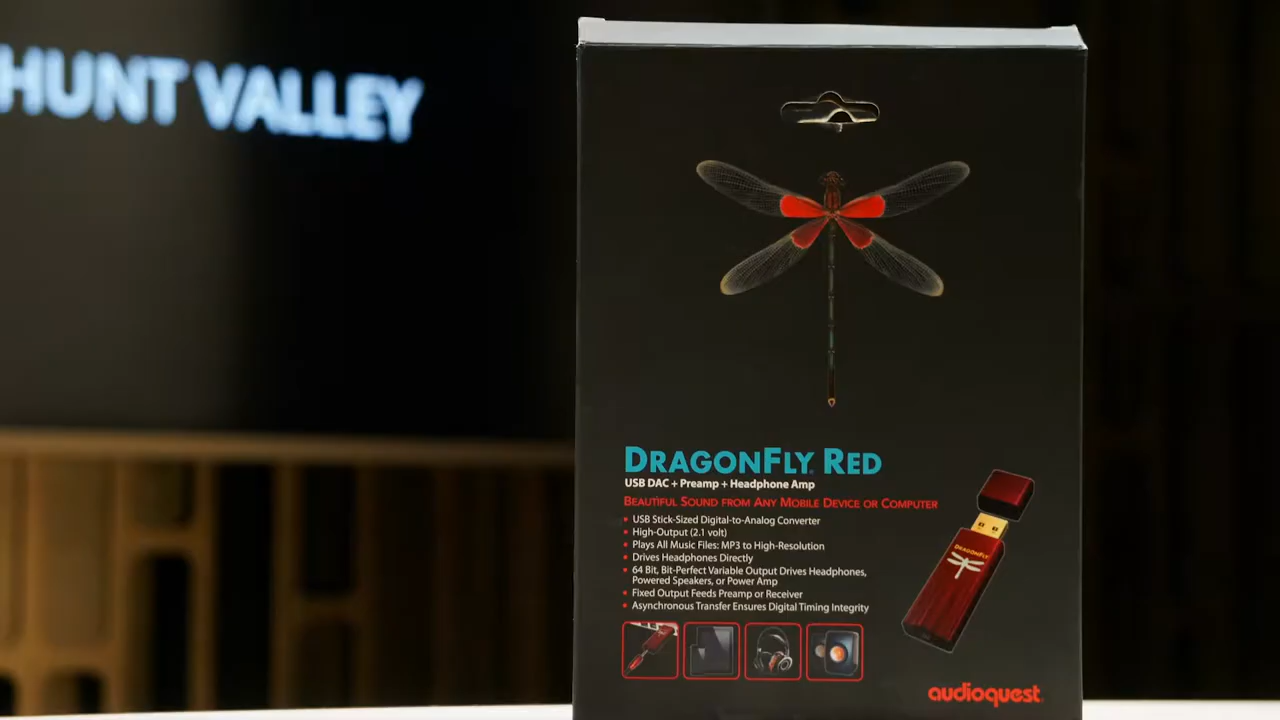 HUNT VALLEY
DRAGONFLY RED
USB DAC + Preamp + Headphone Amp
BEAUTIFUL SOUND FROM ANY MOBILE DEVICE OR COMPUTER
• USB Stick-Sized Digital-to-Analog Converter
• High-Output (2.1 volt)
• Plays All Music Files: MP3 to High-Resolution
• Drives Headphones Directly
• 64 Bit, Bit-Perfect Variable Output Drives Headphones,
Powered Speakers, or Power Amp
• Fixed Output Feeds Preamp or Receiver
• Asynchronous Transfer Ensures Digital Timing Integrity
DRAGONFLY
audioquest